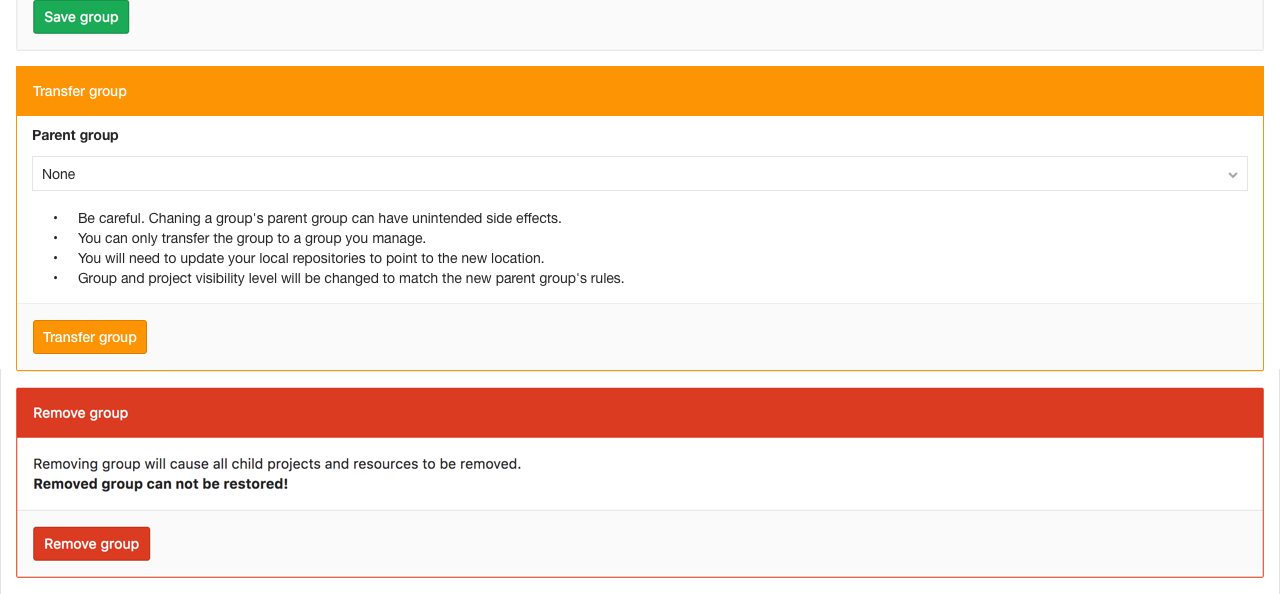 Save group
Transfer group
Parent group
None
• Be careful. Chaning a group's parent group can have unintended side effects.
• You can only transfer the group to a group you manage.
• You will need to update your local repositories to point to the new location.
• Group and project visibility level will be changed to match the new parent group's rules.
Transfer group
Remove group
Removing group will cause all child projects and resources to be removed.
Removed group can not be restored!
Remove group